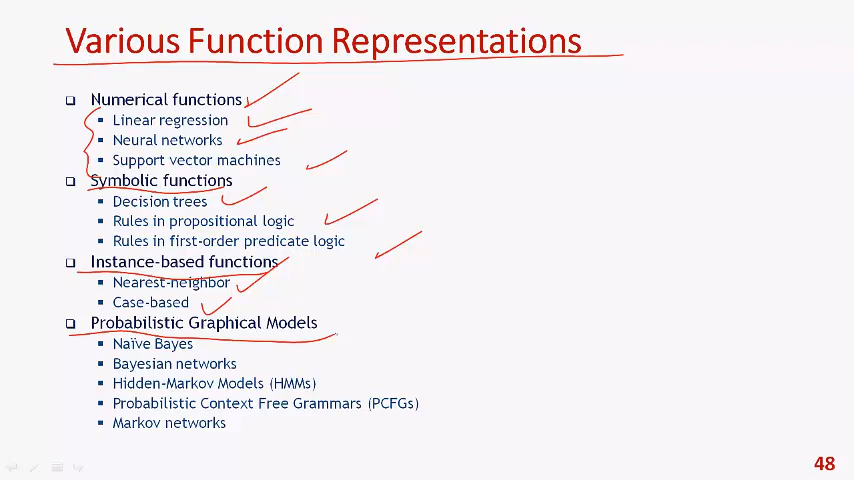 Various Function Representations
Numerical functions
Linear regression
Neural networks
Support vector machines
Symbolic functions
Decision trees
Rules in propositional logic
Rules in first-order predicate logic
Instance-based functions
Nearest-neighbor
Case-based
Probabilistic Graphical Models
Naïve Bayes
Bayesian networks
Hidden-Markov Models (HMMs)
Probabilistic Context Free Grammars (PCFGs)
Markov networks
48